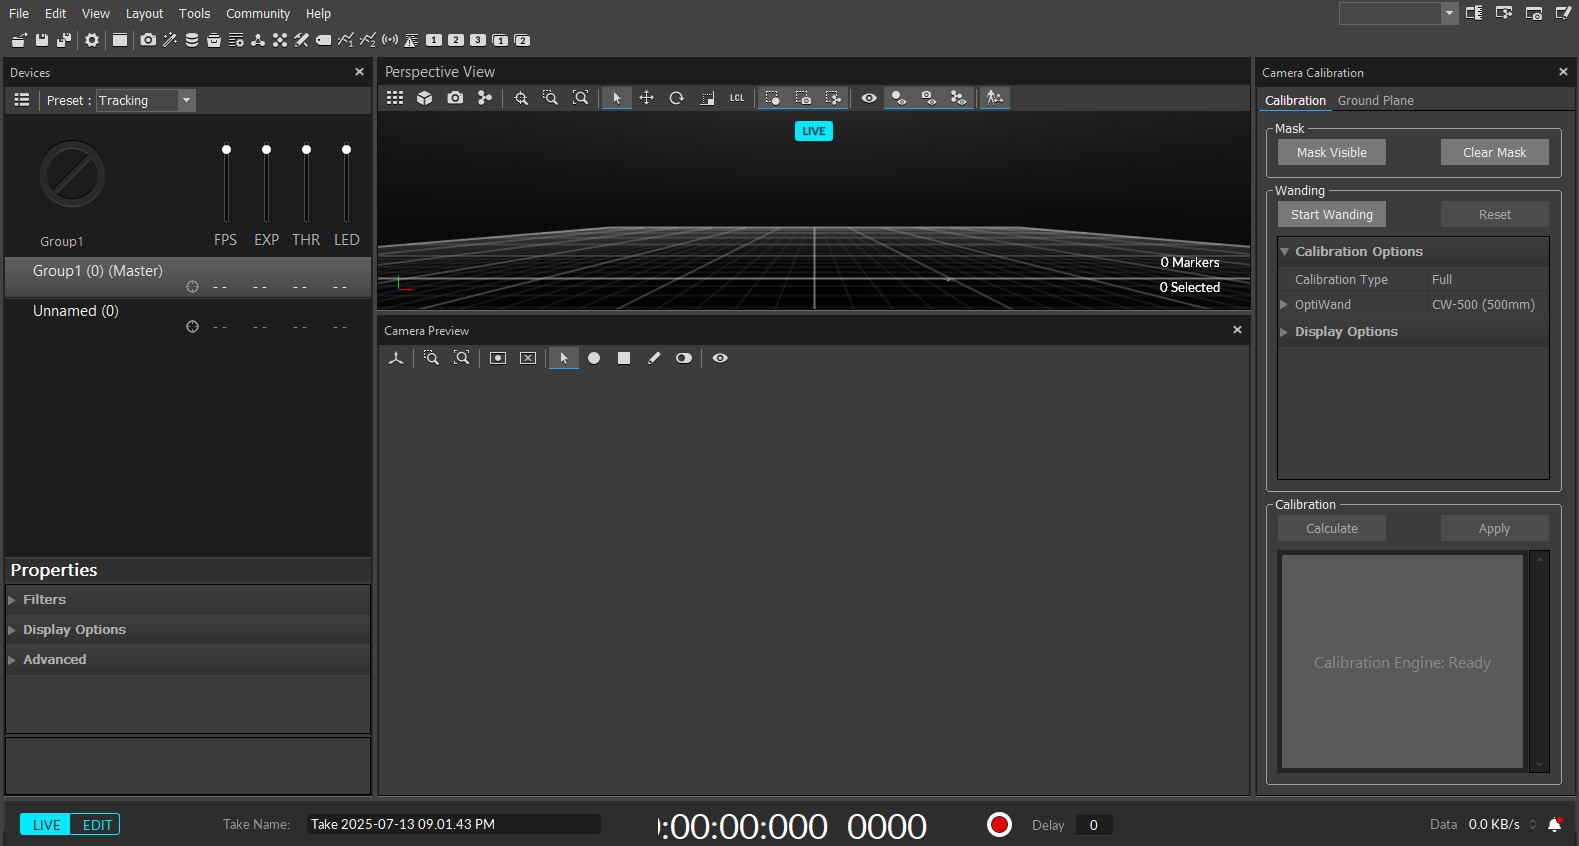 File Edit View Layout Tools Community Help
1 2 3 1 2
Devices
Preset : Tracking
Group1
FPS EXP THR LED
Group1 (0) (Master)
-- -- -- --
Unnamed (0)
-- -- -- --
Properties
Filters
Display Options
Advanced
Perspective View
LCL
LIVE
0 Markers
0 Selected
Camera Preview
Camera Calibration
Calibration Ground Plane
Mask
Mask Visible Clear Mask
Wanding
Start Wanding Reset
Calibration Options
Calibration Type Full
OptiWand CW-500 (500mm)
Display Options
Calibration
Calculate Apply
Calibration Engine: Ready
LIVE EDIT
Take Name: Take 2025-07-13 09.01.43 PM
:00:00:000 0000
Delay 0
Data 0.0 KB/s